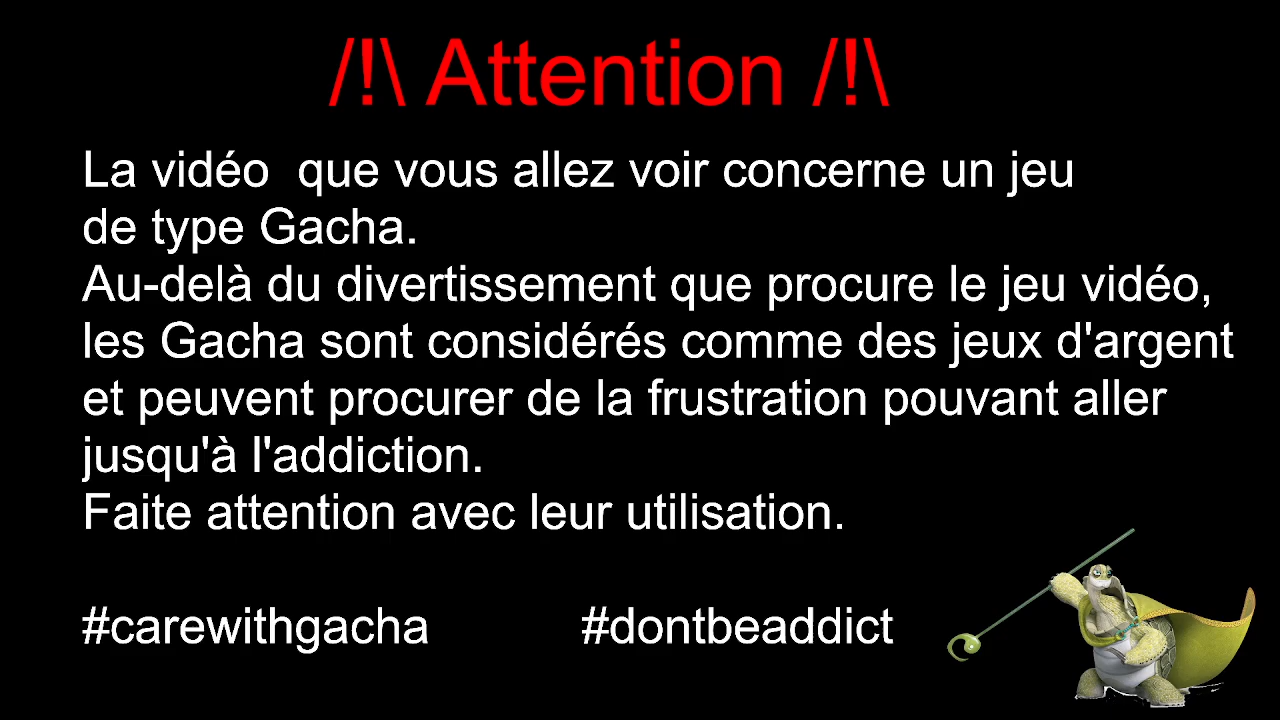 /!\ Attention /!\
La vidéo  que vous allez voir concerne un jeu
de type Gacha.
Au-delà du divertissement que procure le jeu vidéo,
les Gacha sont considérés comme des jeux d'argent
et peuvent procurer de la frustration pouvant aller
jusqu'à l'addiction.
Faite attention avec leur utilisation.
#carewithgacha #dontbeaddict